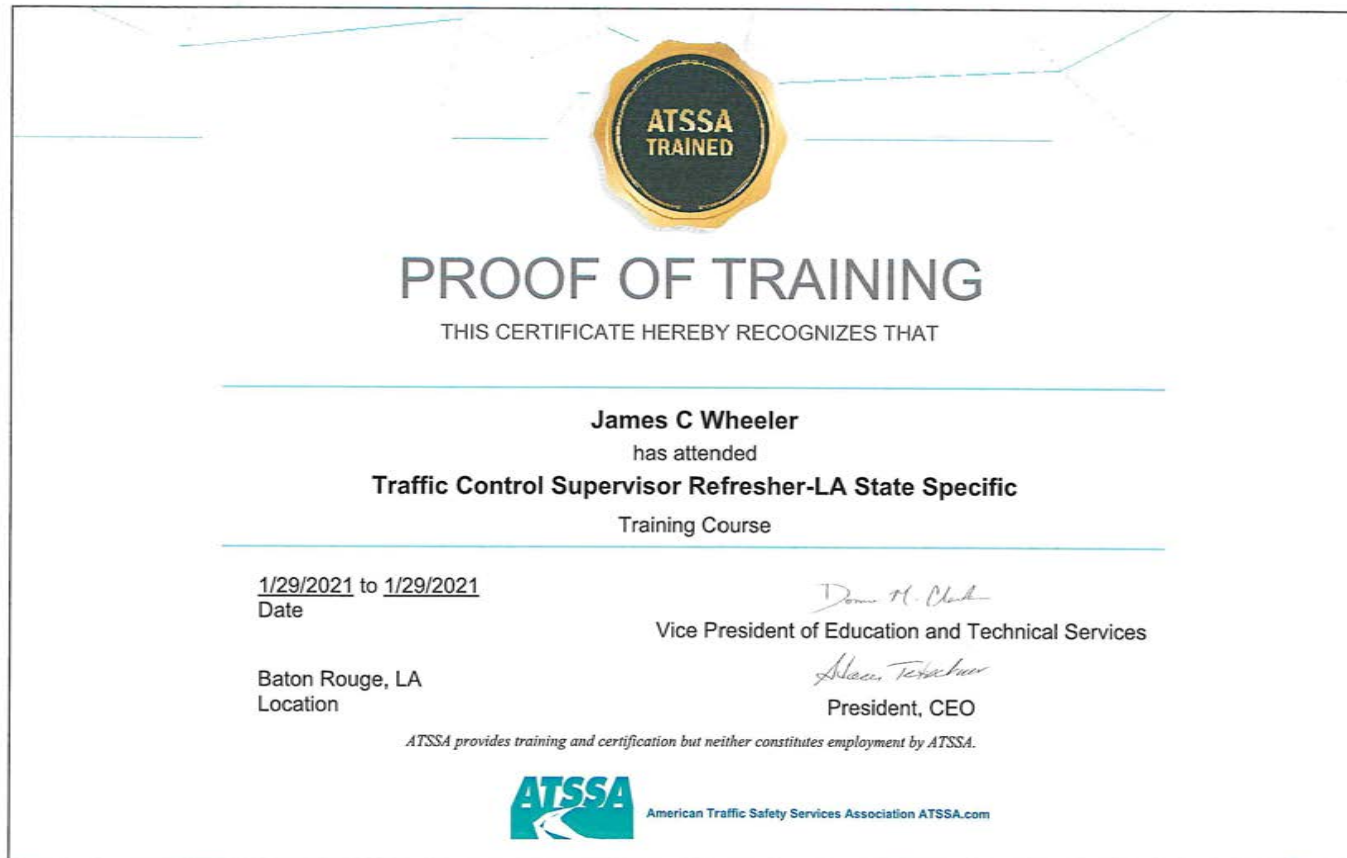 ATSSA
TRAINED
PROOF OF TRAINING
THIS CERTIFICATE HEREBY RECOGNIZES THAT
James C Wheeler
has attended
Traffic Control Supervisor Refresher-LA State Specific
Training Course
1/29/2021 to 1/29/2021
Date
Vice President of Education and Technical Services
Baton Rouge, LA
Location
President, CEO
ATSSA provides training and certification but neither constitutes employment by ATSSA.
ATSSA
American Traffic Safety Services Association ATSSA.com